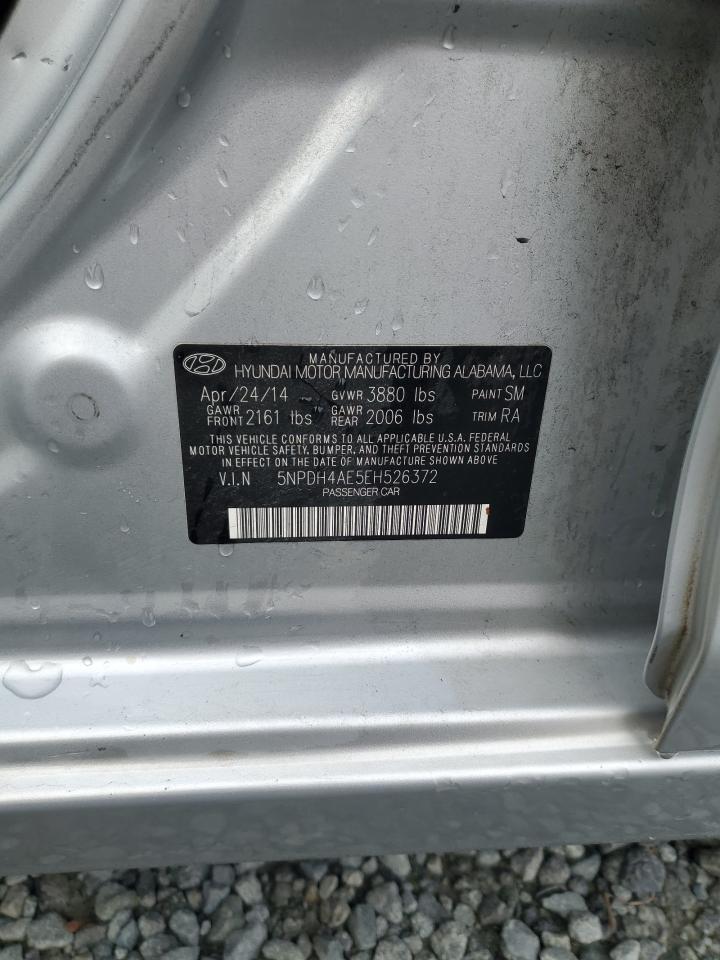 MANUFACTURED BY
HYUNDAI MOTOR MANUFACTURING ALABAMA, LLC
Apr/24/14 GVWR 3880 lbs PAINT SM
GAWR FRONT 2161 lbs GAWR REAR 2006 lbs TRIM RA
THIS VEHICLE CONFORMS TO ALL APPLICABLE U.S.A. FEDERAL
MOTOR VEHICLE SAFETY, BUMPER, AND THEFT PREVENTION STANDARDS
IN EFFECT ON THE DATE OF MANUFACTURE SHOWN ABOVE
V.I.N 5NPDH4AE5EH526372
PASSENGER CAR